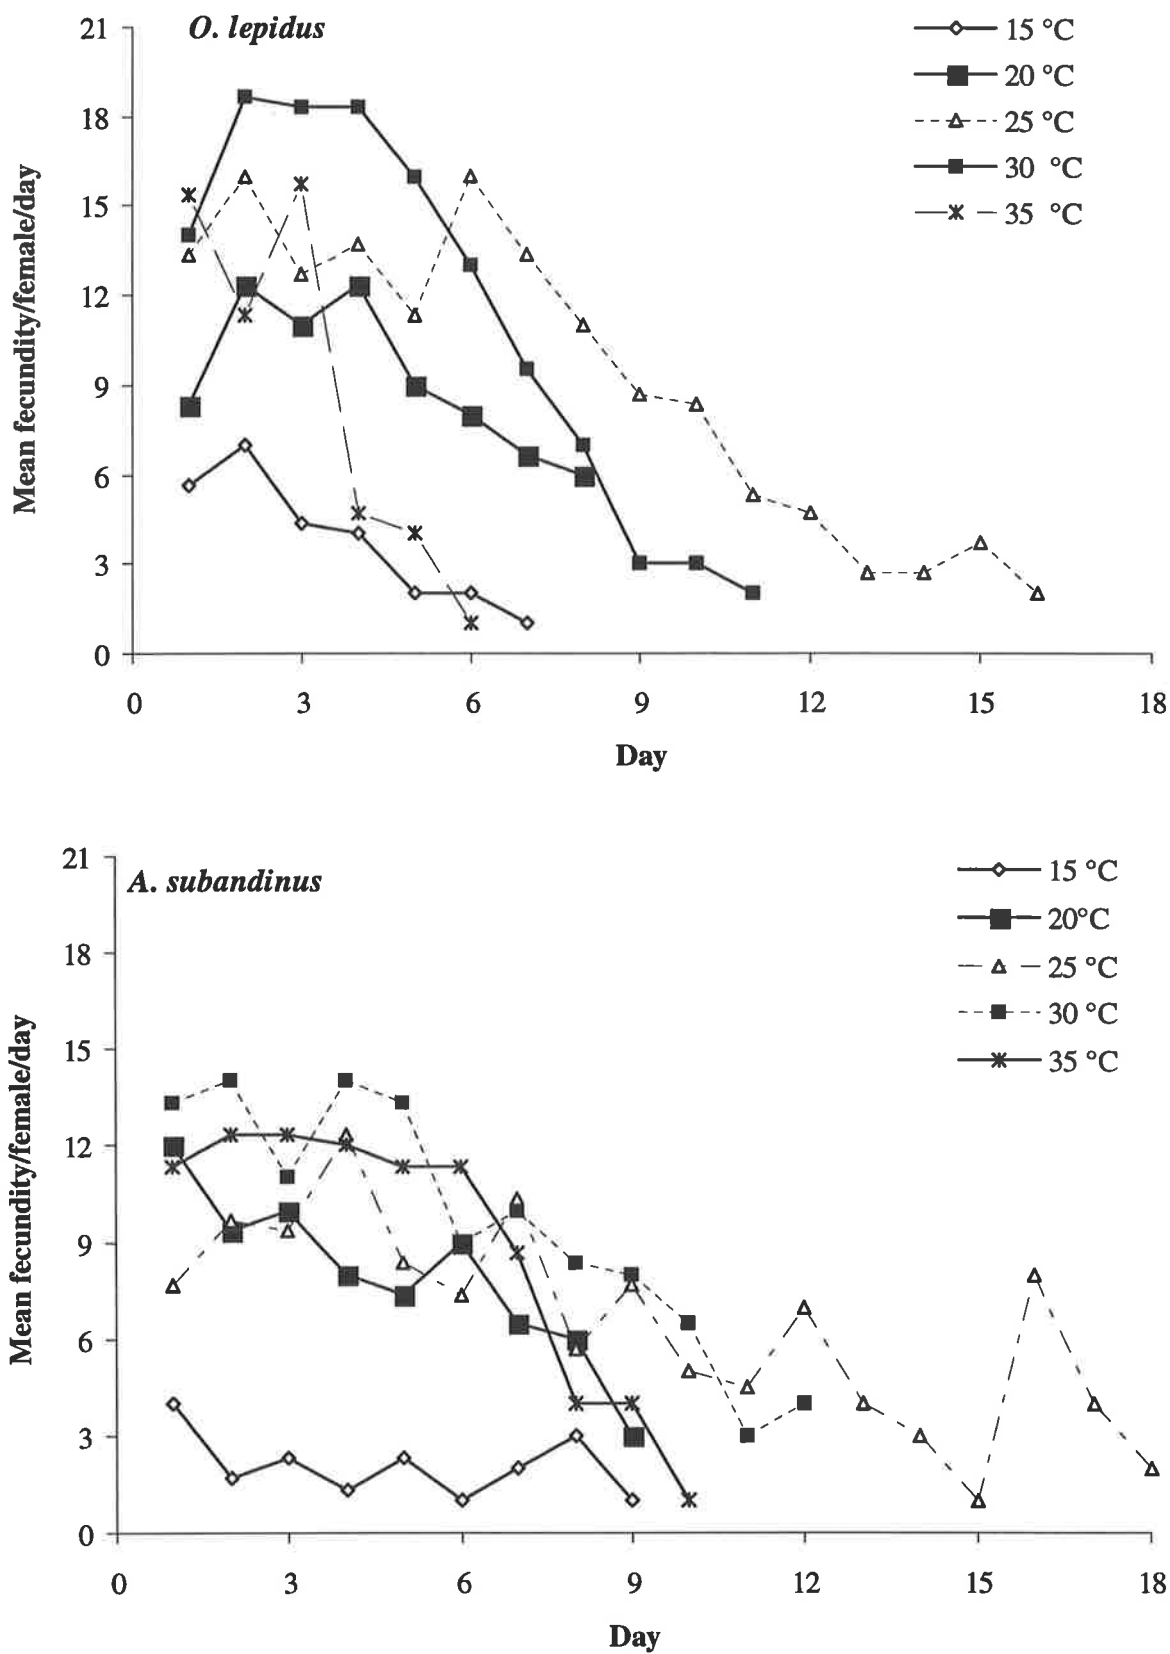 O. lepidus
15 °C
20 °C
25 °C
30 °C
35 °C
Mean fecundity/female/day
21
18
15
12
9
6
3
0
0 3 6 9 12 15 18
Day
A. subandinus
15 °C
20°C
25 °C
30 °C
35 °C
Mean fecundity/female/day
21
18
15
12
9
6
3
0
0 3 6 9 12 15 18
Day